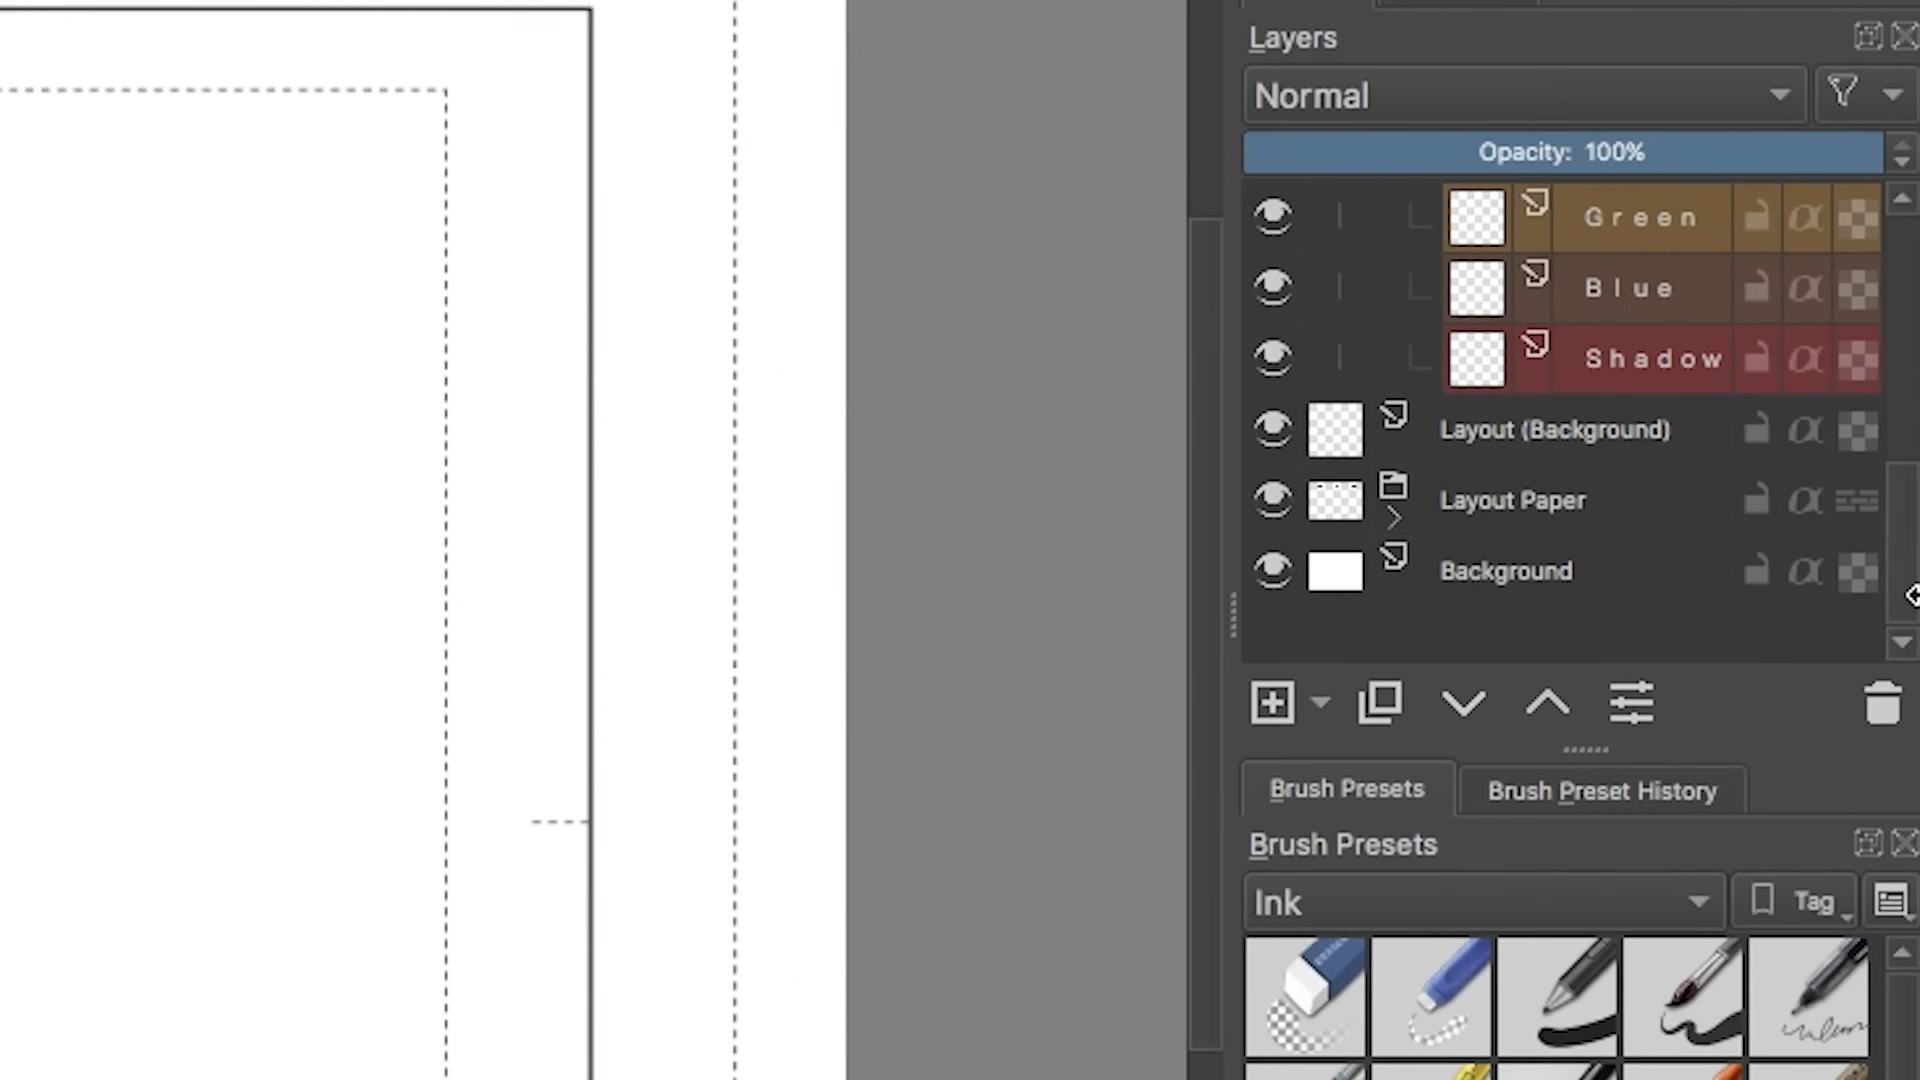 Layers
Normal
Opacity: 100%
Green
Blue
Shadow
Layout (Background)
Layout Paper
Background
Brush Presets
Brush Preset History
Brush Presets
Ink
Tag